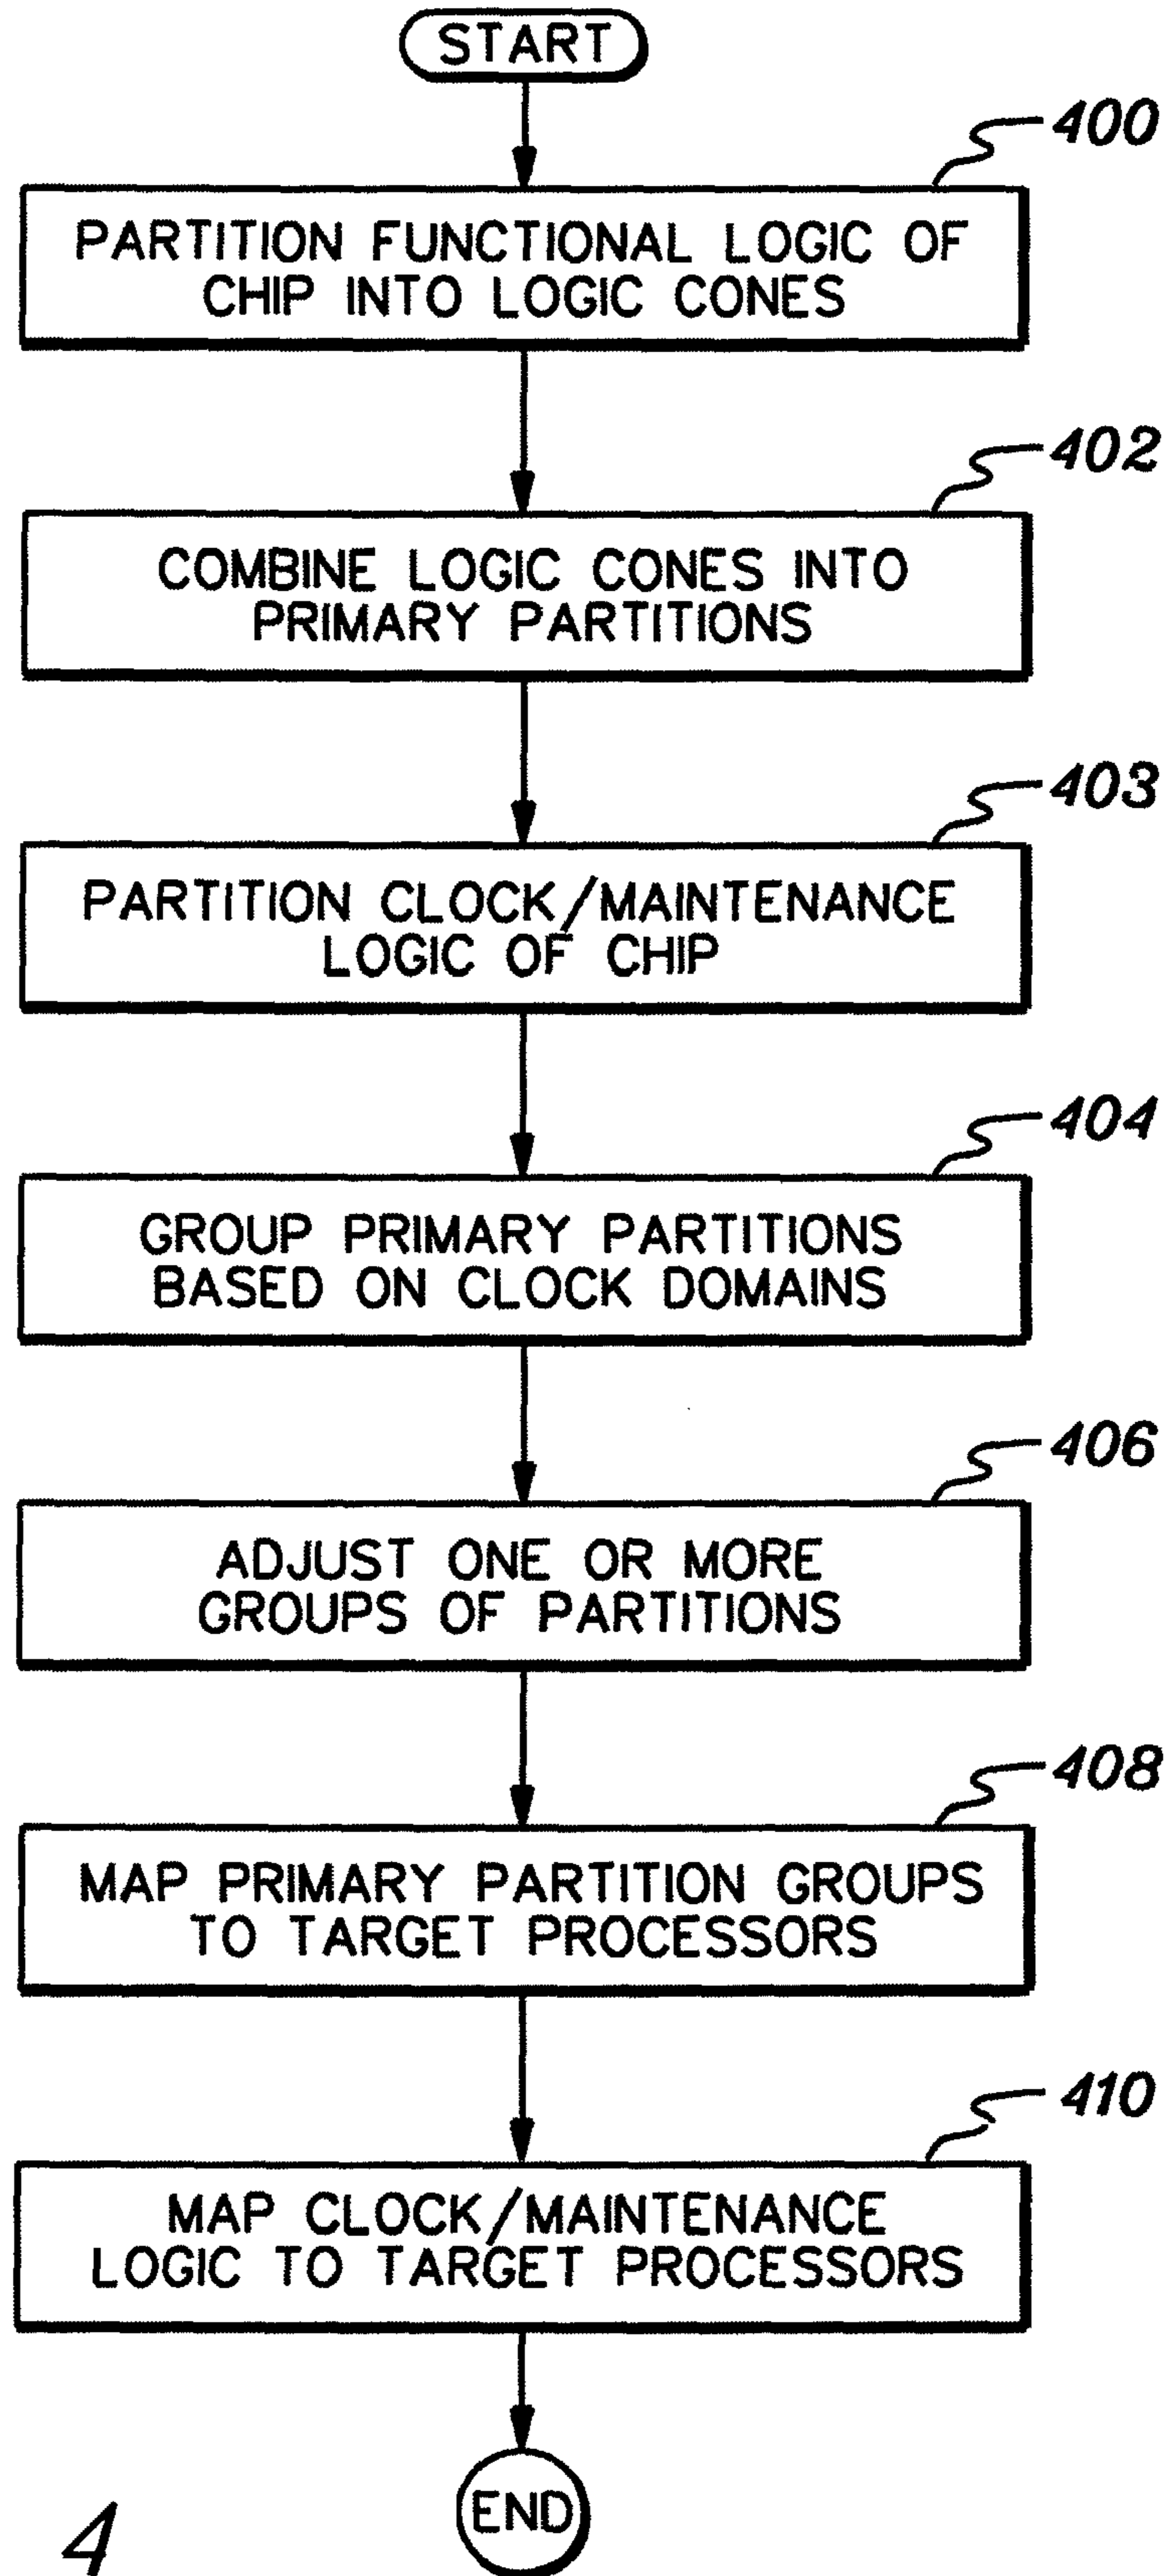 START
400
PARTITION FUNCTIONAL LOGIC OF
CHIP INTO LOGIC CONES
402
COMBINE LOGIC CONES INTO
PRIMARY PARTITIONS
403
PARTITION CLOCK/MAINTENANCE
LOGIC OF CHIP
404
GROUP PRIMARY PARTITIONS
BASED ON CLOCK DOMAINS
406
ADJUST ONE OR MORE
GROUPS OF PARTITIONS
408
MAP PRIMARY PARTITION GROUPS
TO TARGET PROCESSORS
410
MAP CLOCK/MAINTENANCE
LOGIC TO TARGET PROCESSORS
END
4